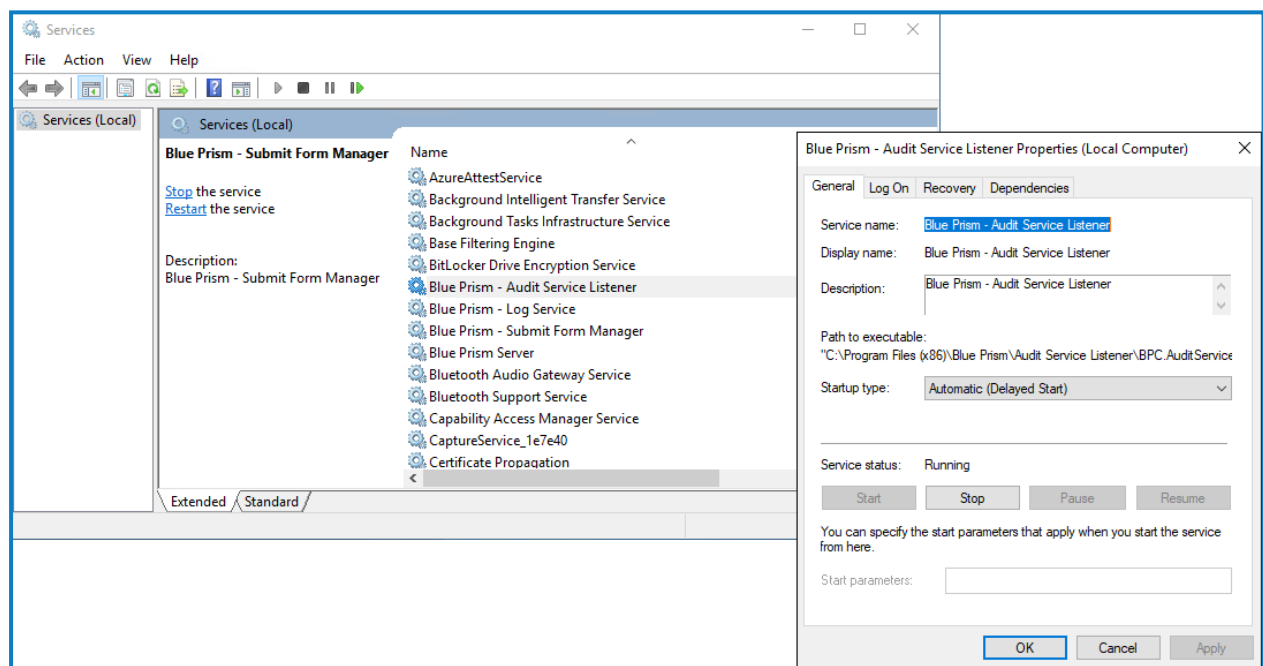 Services
File Action View Help
Services (Local)
Services (Local)
Blue Prism - Submit Form Manager
Stop the service
Restart the service
Description:
Blue Prism - Submit Form Manager
Name
AzureAttestService
Background Intelligent Transfer Service
Background Tasks Infrastructure Service
Base Filtering Engine
BitLocker Drive Encryption Service
Blue Prism - Audit Service Listener
Blue Prism - Log Service
Blue Prism - Submit Form Manager
Blue Prism Server
Bluetooth Audio Gateway Service
Bluetooth Support Service
Capability Access Manager Service
CaptureService_1e7e40
Certificate Propagation
Extended Standard
Blue Prism - Audit Service Listener Properties (Local Computer)
General Log On Recovery Dependencies
Service name: Blue Prism - Audit Service Listener
Display name: Blue Prism - Audit Service Listener
Description: Blue Prism - Audit Service Listener
Path to executable:
"C:\Program Files (x86)\Blue Prism\Audit Service Listener\BPC.AuditService
Startup type: Automatic (Delayed Start)
Service status: Running
Start Stop Pause Resume
You can specify the start parameters that apply when you start the service
from here.
Start parameters:
OK Cancel Apply